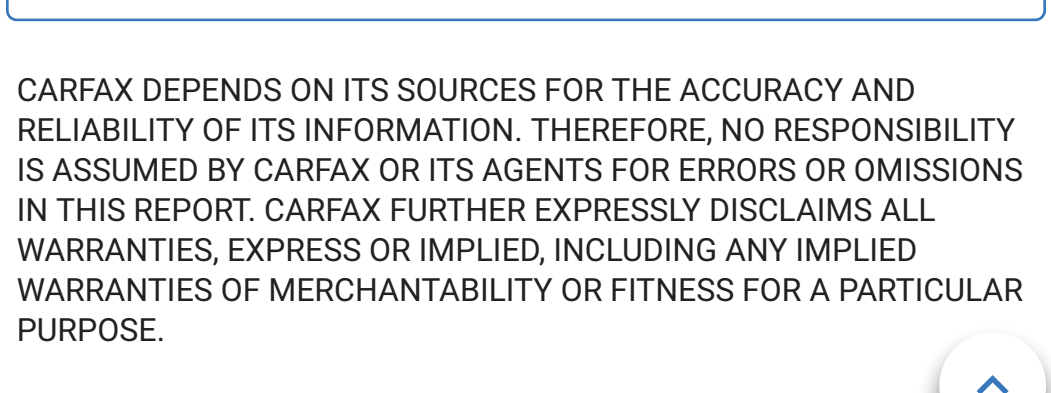 CARFAX DEPENDS ON ITS SOURCES FOR THE ACCURACY AND
RELIABILITY OF ITS INFORMATION. THEREFORE, NO RESPONSIBILITY
IS ASSUMED BY CARFAX OR ITS AGENTS FOR ERRORS OR OMISSIONS
IN THIS REPORT. CARFAX FURTHER EXPRESSLY DISCLAIMS ALL
WARRANTIES, EXPRESS OR IMPLIED, INCLUDING ANY IMPLIED
WARRANTIES OF MERCHANTABILITY OR FITNESS FOR A PARTICULAR
PURPOSE.